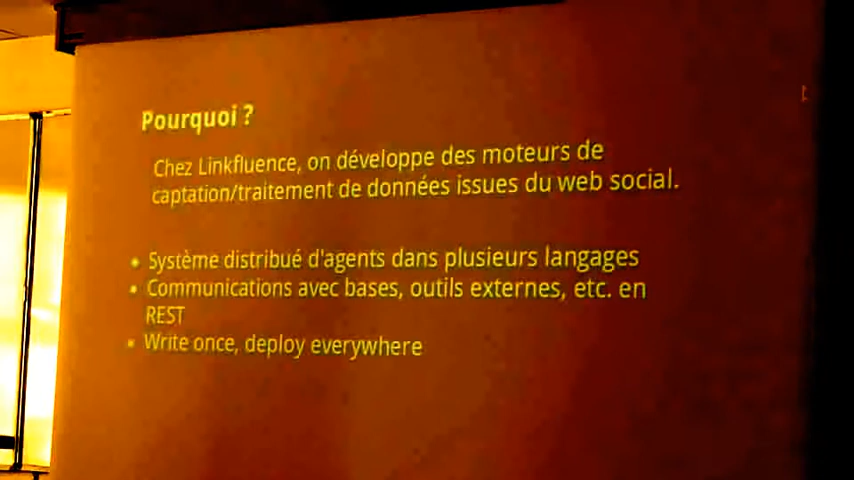 Pourquoi ?
Chez Linkfluence, on développe des moteurs de
captation/traitement de données issues du web social.
• Système distribué d'agents dans plusieurs langages
• Communications avec bases, outils externes, etc. en
REST
• Write once, deploy everywhere